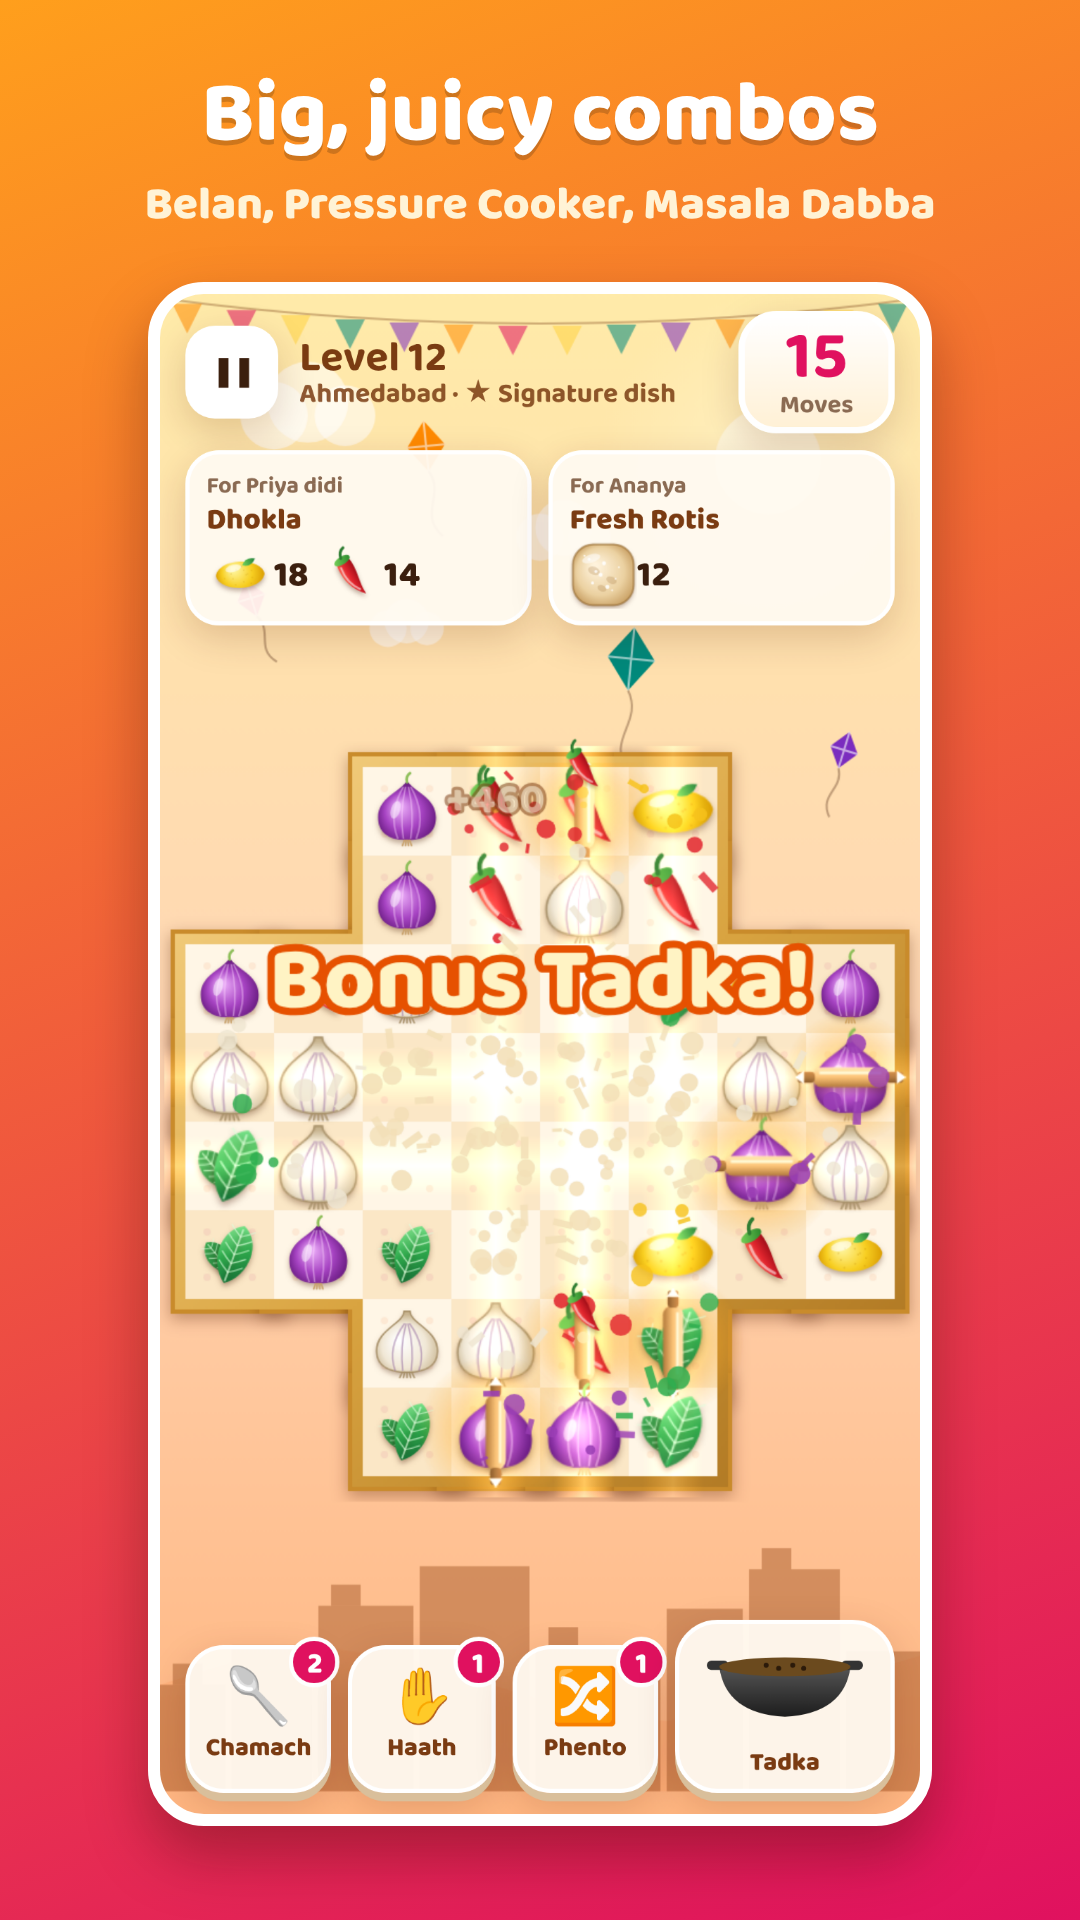 Big, juicy combos
Belan, Pressure Cooker, Masala Dabba
Level 12
Ahmedabad · ★ Signature dish
15
Moves
For Priya didi
Dhokla
18 14
For Ananya
Fresh Rotis
12
+460
Bonus Tadka!
2
Chamach
1
Haath
1
Phento
Tadka